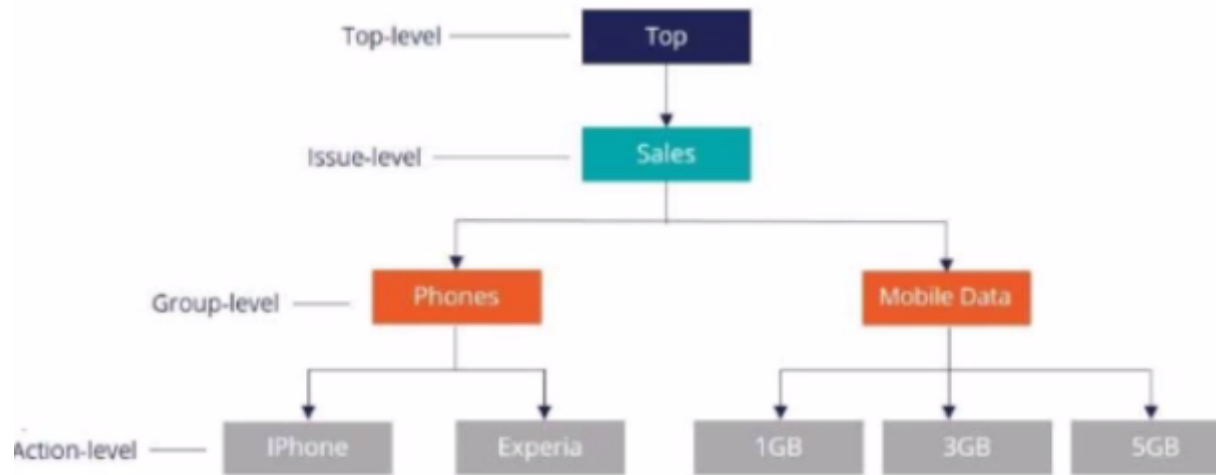 Top-level
Top
Issue-level
Sales
Group-level
Phones
Mobile Data
Action-level
IPhone
Experia
1GB
3GB
5GB